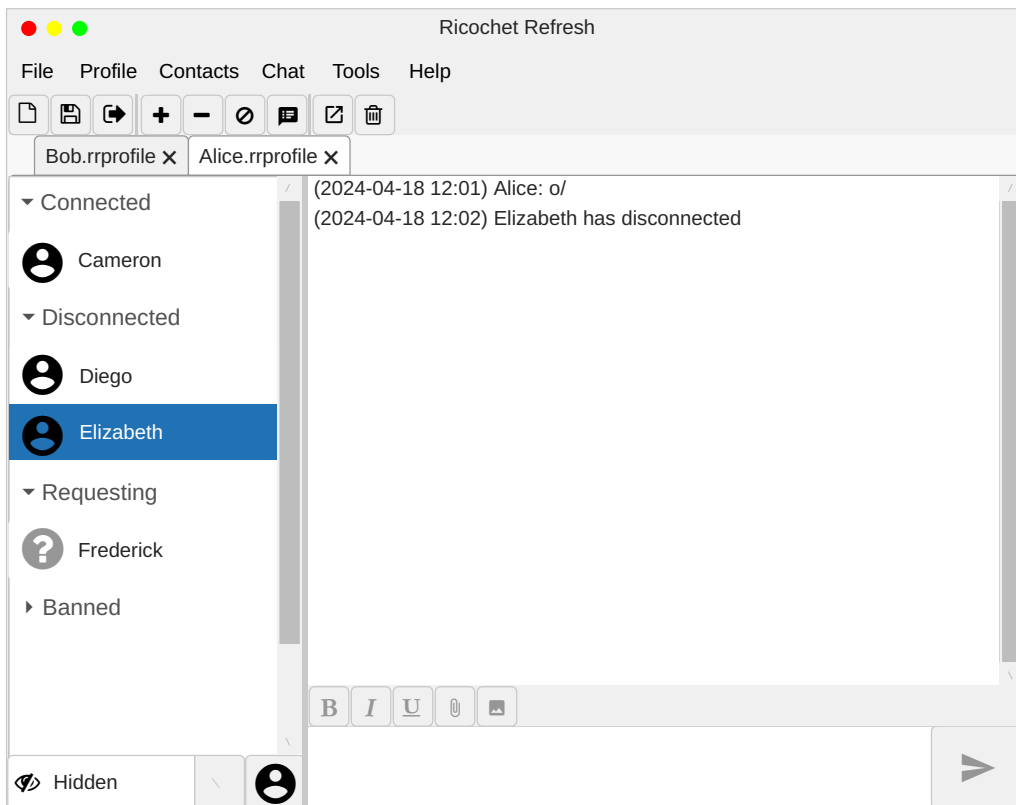 Ricochet Refresh
File Profile Contacts Chat Tools Help
Bob.rrprofile Alice.rrprofile
Connected
Cameron
Disconnected
Diego
Elizabeth
Requesting
Frederick
Banned
Hidden
(2024-04-18 12:01) Alice: o/
(2024-04-18 12:02) Elizabeth has disconnected
B I U